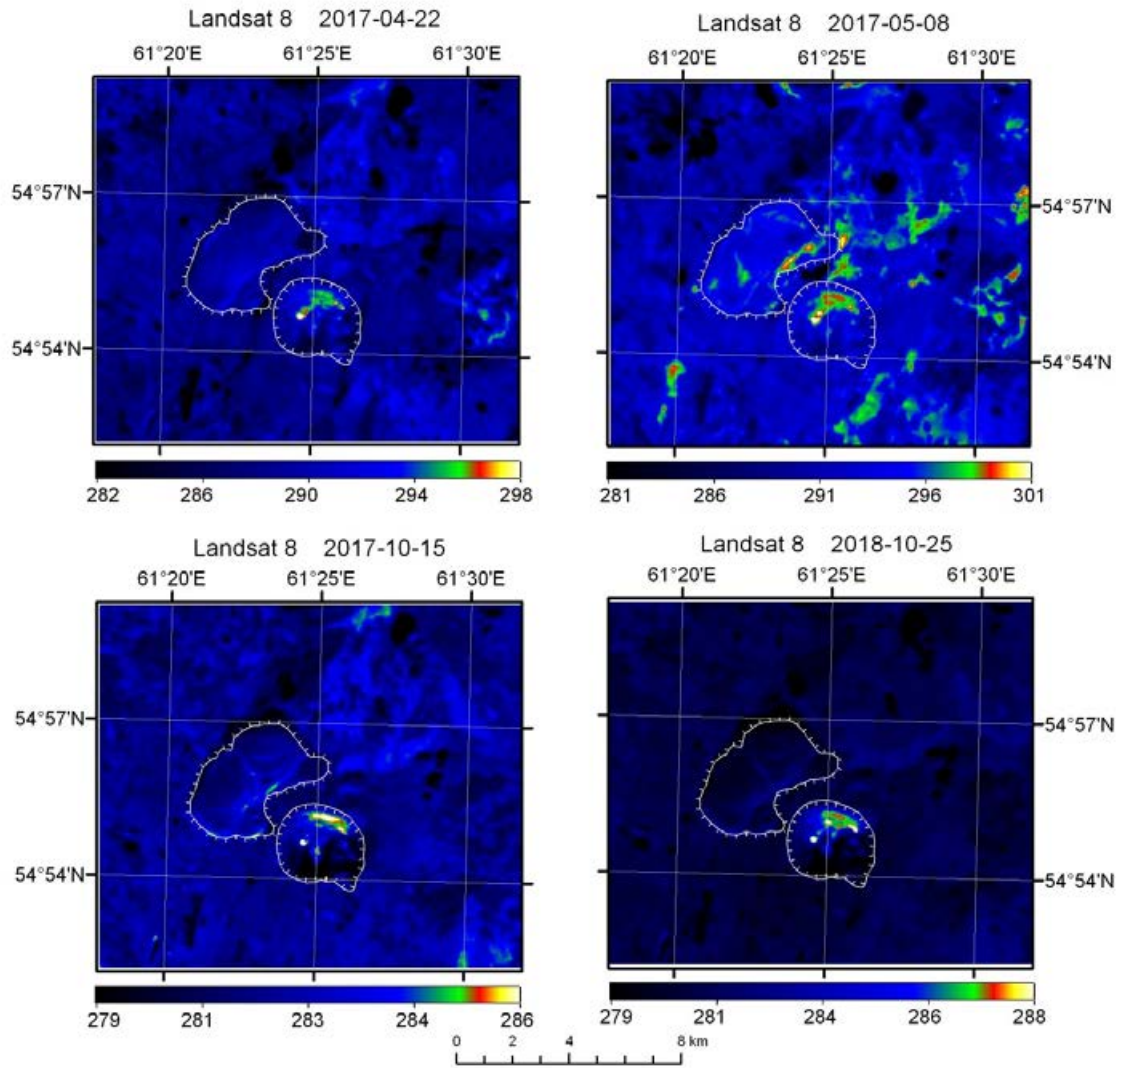 Landsat 8 2017-04-22
61°20'E 61°25'E 61°30'E
54°57'N
54°54'N
282 286 290 294 298
Landsat 8 2017-05-08
61°20'E 61°25'E 61°30'E
54°57'N
54°54'N
281 286 291 296 301
Landsat 8 2017-10-15
61°20'E 61°25'E 61°30'E
54°57'N
54°54'N
279 281 283 284 286
Landsat 8 2018-10-25
61°20'E 61°25'E 61°30'E
54°57'N
54°54'N
279 281 284 286 288
0 2 4 8 km